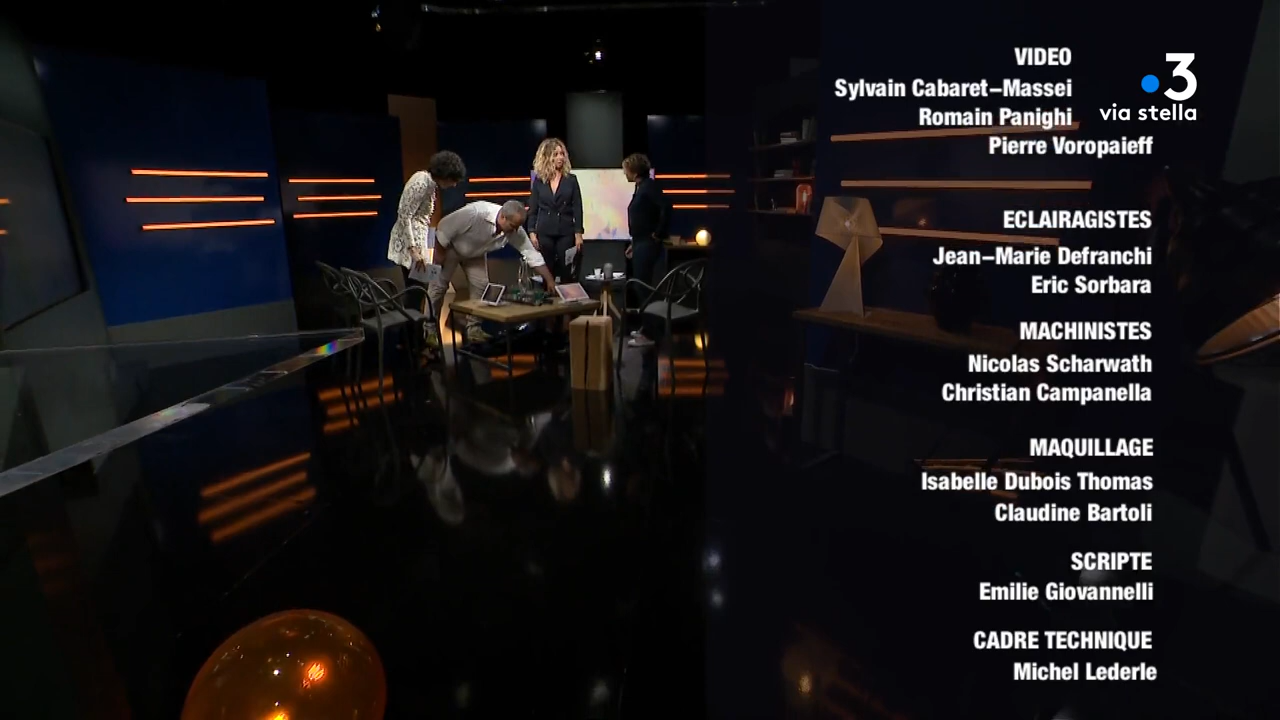 VIDEO
Sylvain Cabaret-Massei
Romain Panighi
Pierre Voropaieff
3
via stella
ECLAIRAGISTES
Jean-Marie Defranchi
Eric Sorbara
MACHINISTES
Nicolas Scharwath
Christian Campanella
MAQUILLAGE
Isabelle Dubois Thomas
Claudine Bartoli
SCRIPTE
Emilie Giovannelli
CADRE TECHNIQUE
Michel Lederle